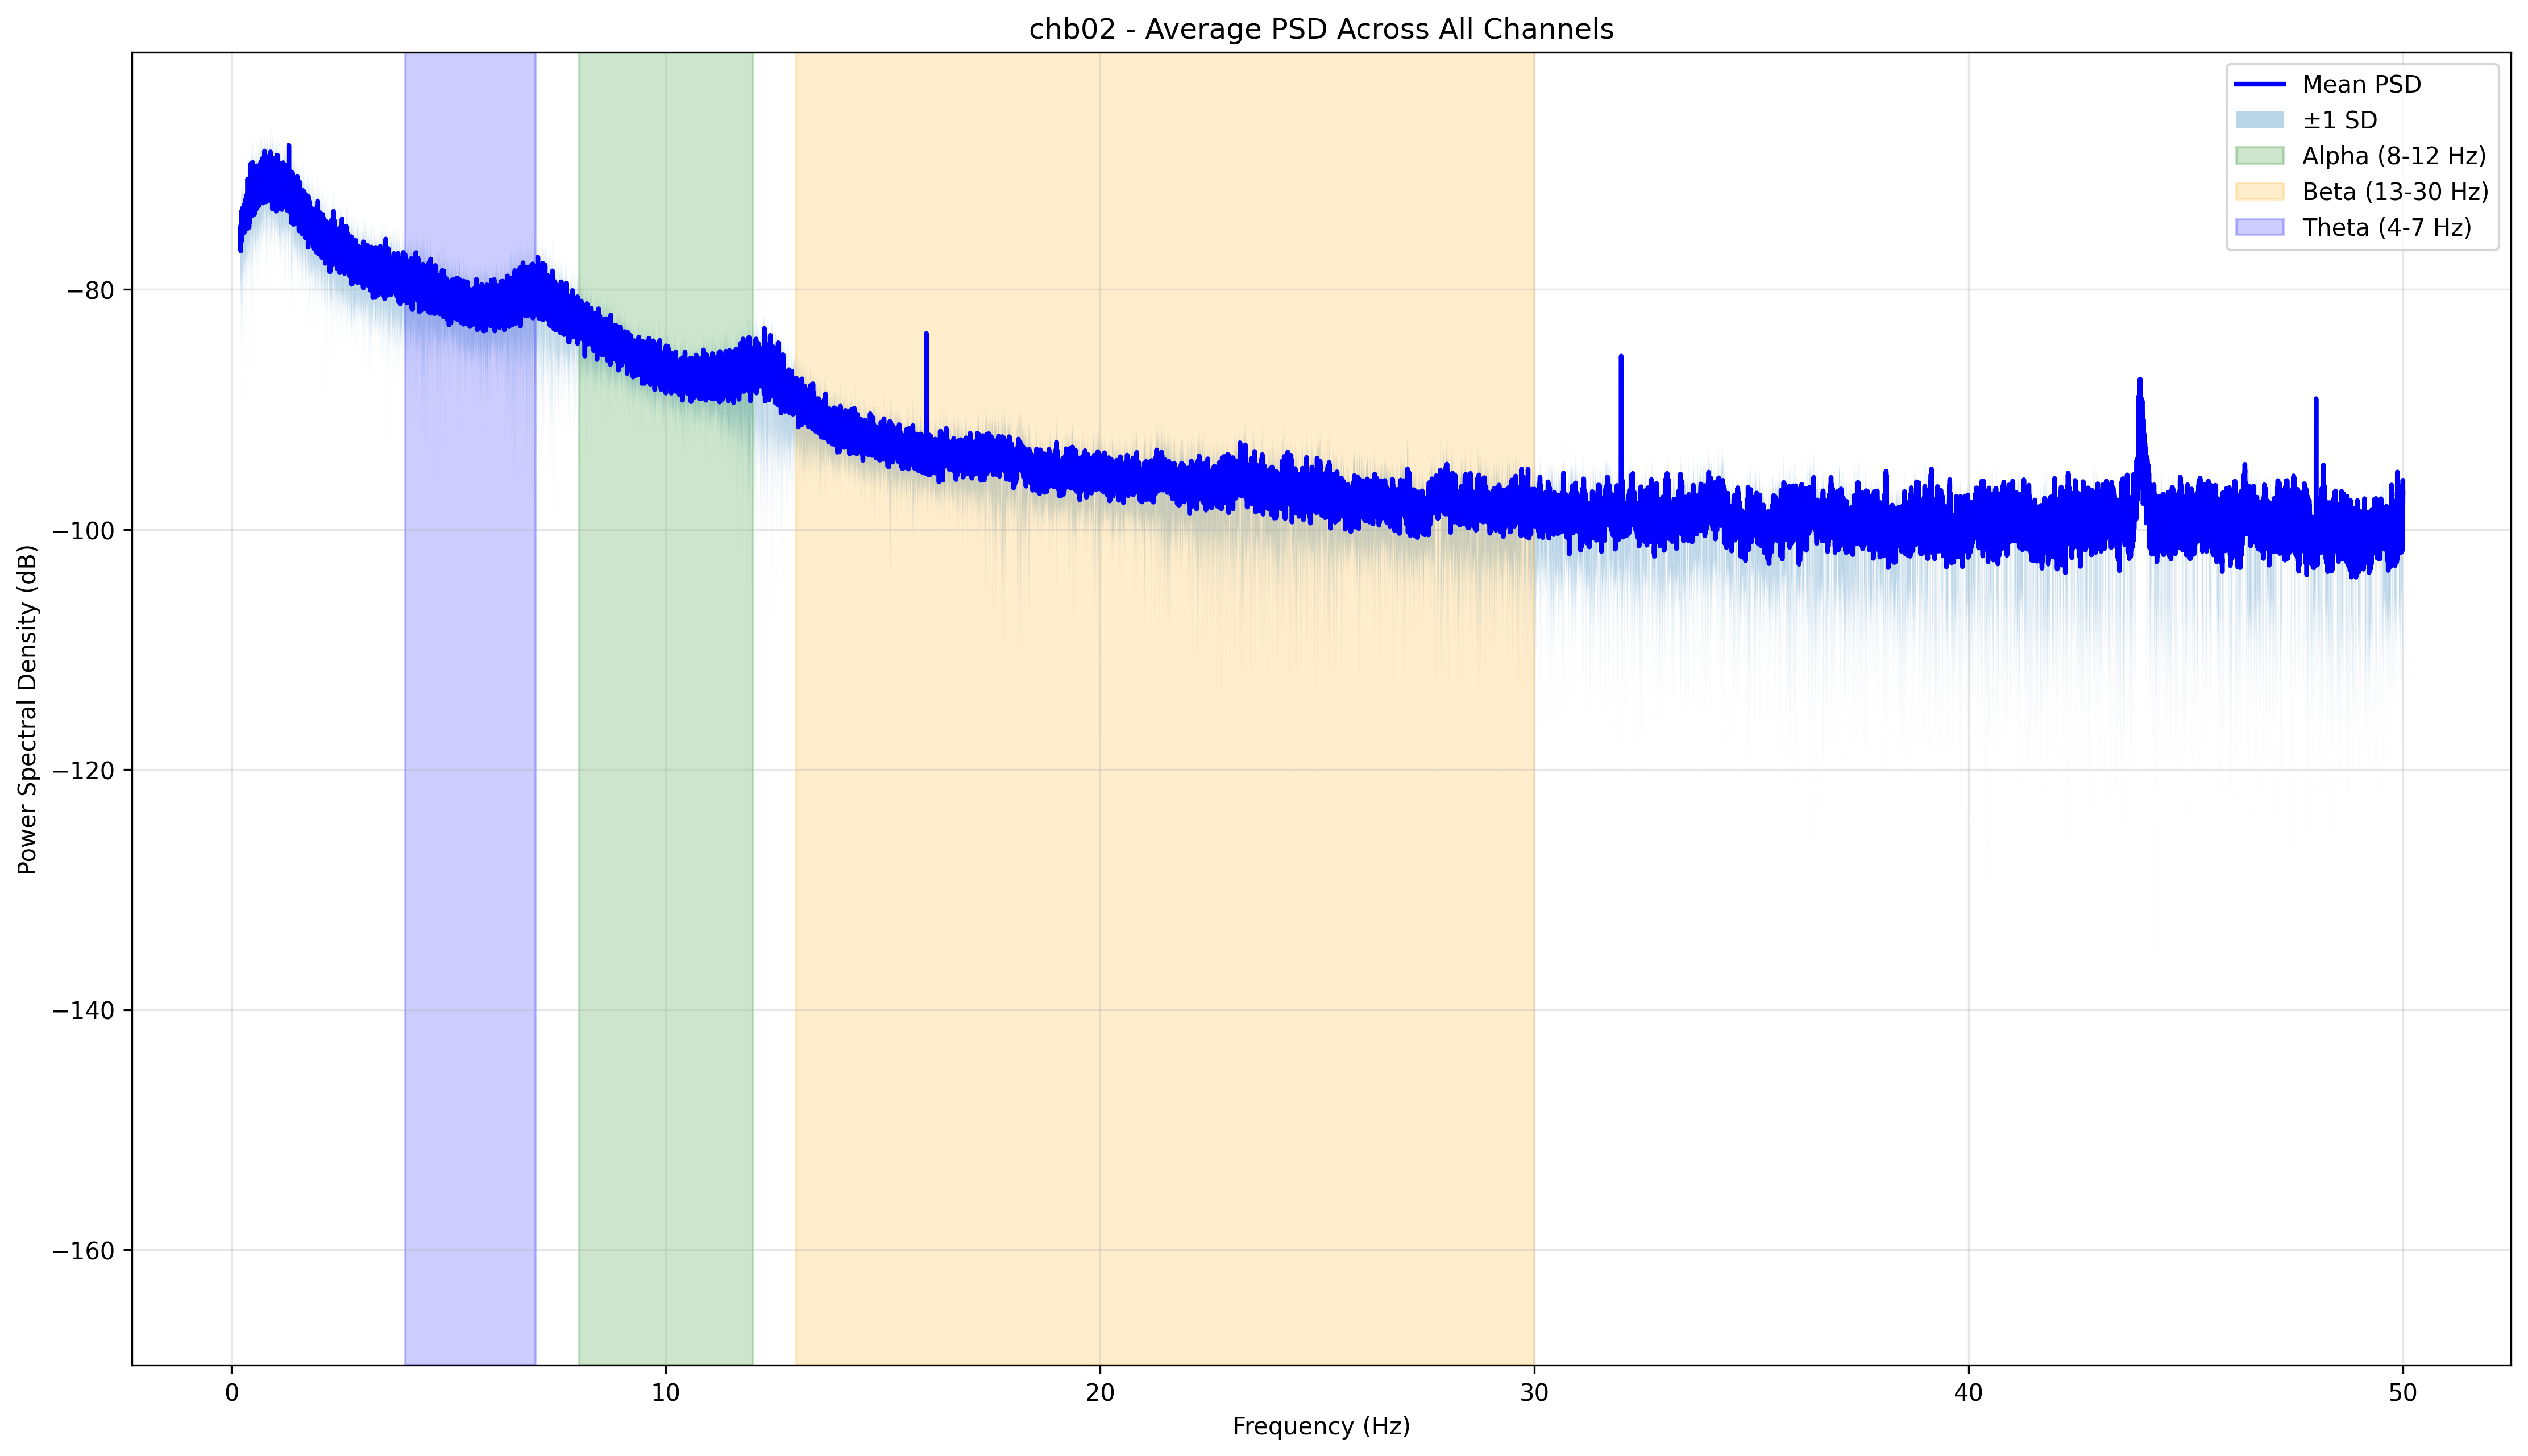 chb02 - Average PSD Across All Channels
Mean PSD
±1 SD
Alpha (8-12 Hz)
Beta (13-30 Hz)
Theta (4-7 Hz)
Power Spectral Density (dB)
−80
−100
−120
−140
−160
0 10 20 30 40 50
Frequency (Hz)